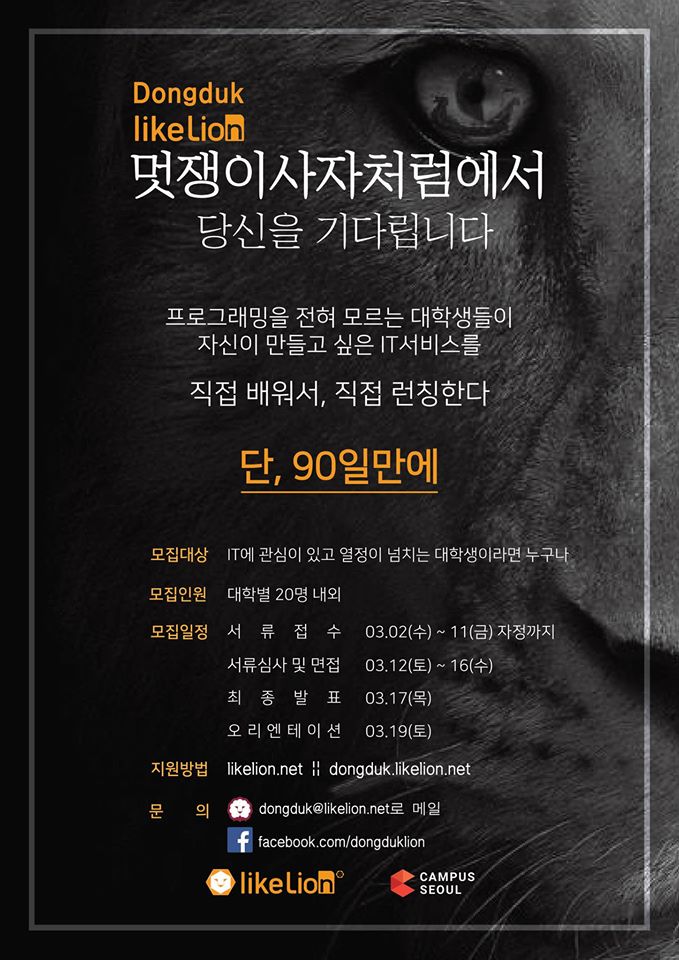 Dongduk
likeLion
멋쟁이사자처럼에서
당신을 기다립니다
프로그래밍을 전혀 모르는 대학생들이
자신이 만들고 싶은 IT서비스를
직접 배워서, 직접 런칭한다
단, 90일만에
모집대상 IT에 관심이 있고 열정이 넘치는 대학생이라면 누구나
모집인원 대학별 20명 내외
모집일정 서 류 접 수 03.02(수) ~ 11(금) 자정까지
서류심사 및 면접 03.12(토) ~ 16(수)
최 종 발 표 03.17(목)
오 리 엔 테 이 션 03.19(토)
지원방법 likelion.net ¦¦ dongduk.likelion.net
문 의 dongduk@likelion.net로 메일
facebook.com/dongduklion
likeLion
CAMPUS
SEOUL